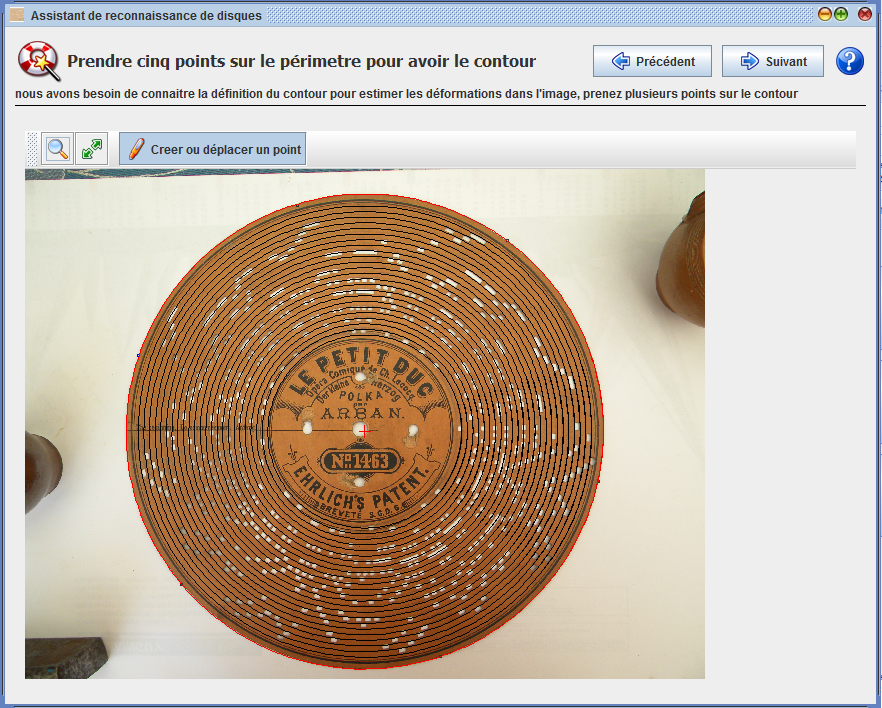 Assistant de reconnaissance de disques
Prendre cinq points sur le périmetre pour avoir le contour
Précédent
Suivant
nous avons besoin de connaitre la définition du contour pour estimer les déformations dans l'image, prenez plusieurs points sur le contour
Creer ou déplacer un point
LE PETIT DUC
Opéra Comique de Ch. Lecocq
Der Kleine Herzog
POLKA
par
ARBAN.
No. 1463
EHRLICH'S PATENT.
BREVETÉ S.G.D.G.